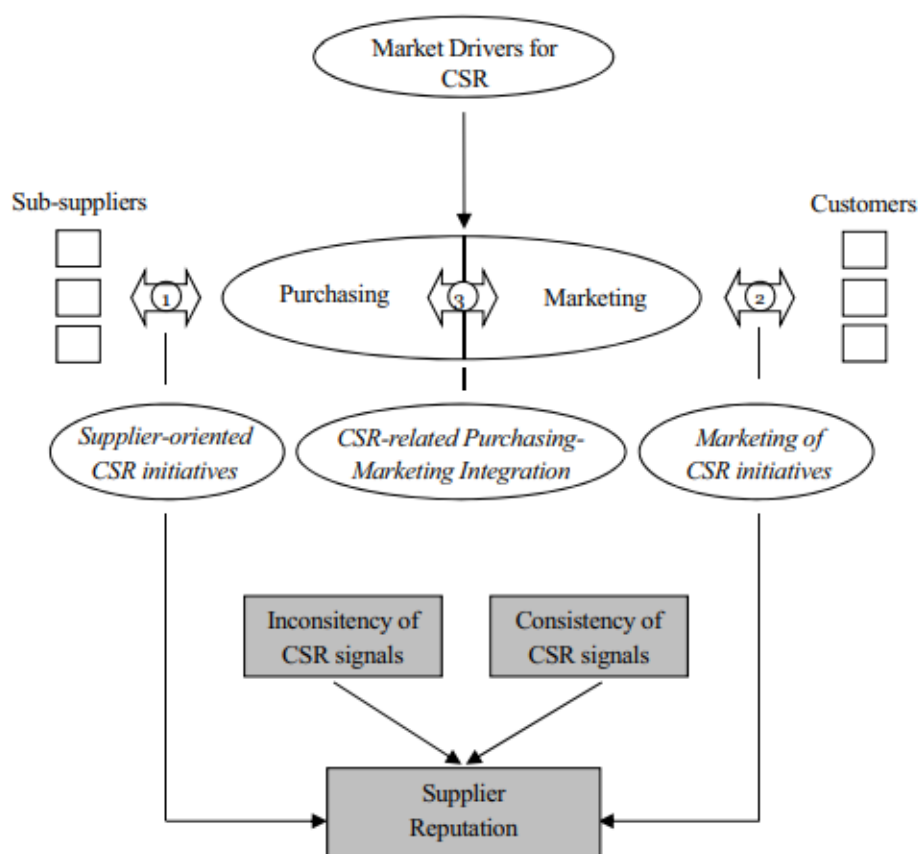 Market Drivers for
CSR
Sub-suppliers
Customers
Purchasing
Marketing
1
3
2
Supplier-oriented
CSR initiatives
CSR-related Purchasing-
Marketing Integration
Marketing of
CSR initiatives
Inconsitency of
CSR signals
Consistency of
CSR signals
Supplier
Reputation